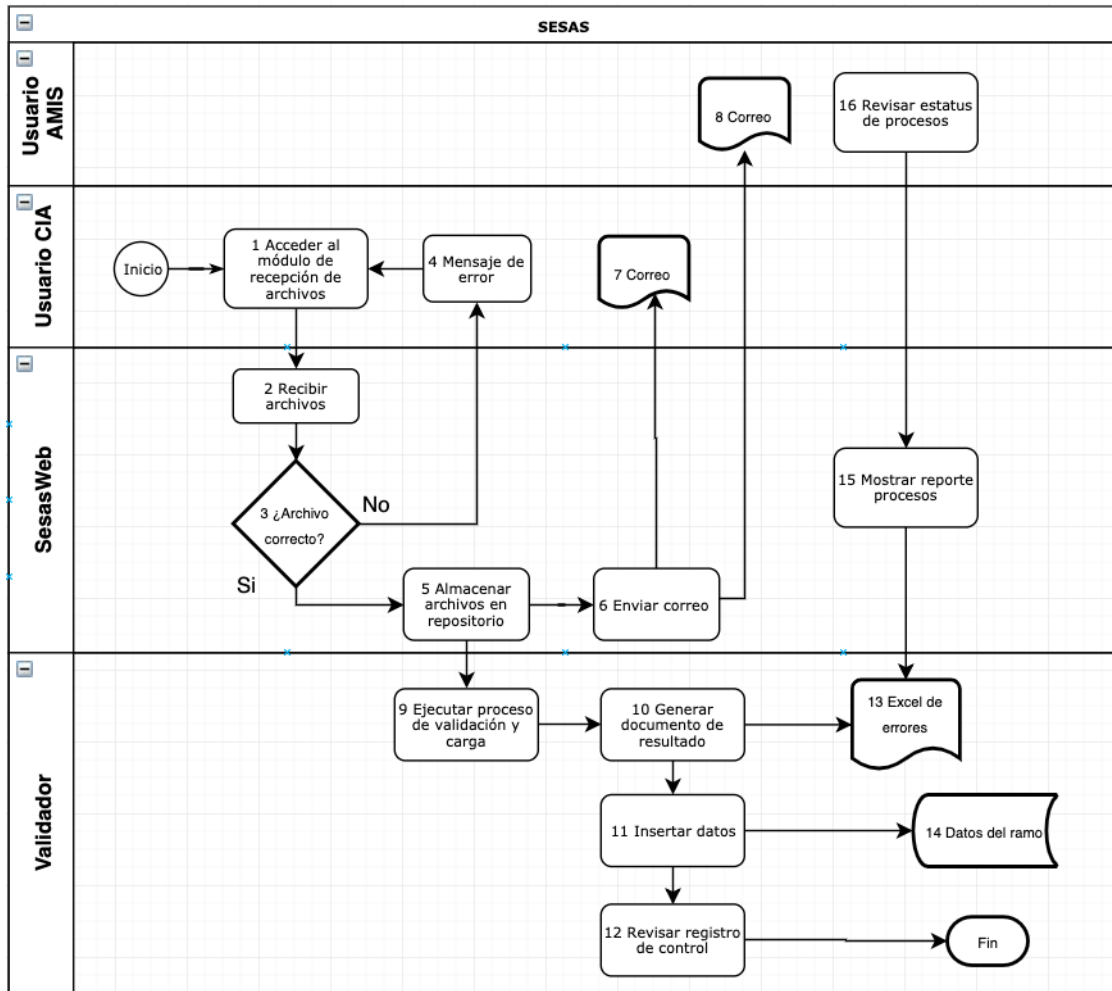 SESAS
Usuario
AMIS
8 Correo
16 Revisar estatus
de procesos
Usuario CIA
Inicio
1 Acceder al
módulo de
recepción de
archivos
4 Mensaje de
error
7 Correo
SesasWeb
2 Recibir
archivos
3 ¿Archivo
correcto?
No
Si
5 Almacenar
archivos en
repositorio
6 Enviar correo
15 Mostrar reporte
procesos
Validador
9 Ejecutar proceso
de validación y
carga
10 Generar
documento de
resultado
13 Excel de
errores
11 Insertar datos
14 Datos del ramo
12 Revisar registro
de control
Fin